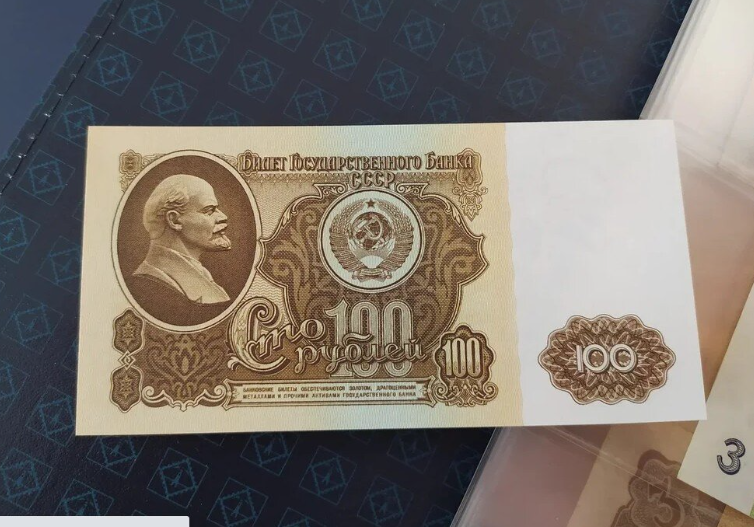 Билет Государственного Банка
СССР
Сто 100
рублей
100
100
БАНКОВСКИЕ БИЛЕТЫ ОБЕСПЕЧИВАЮТСЯ ЗОЛОТОМ, ДРАГОЦЕННЫМИ
МЕТАЛЛАМИ И ПРОЧИМИ АКТИВАМИ ГОСУДАРСТВЕННОГО БАНКА
3